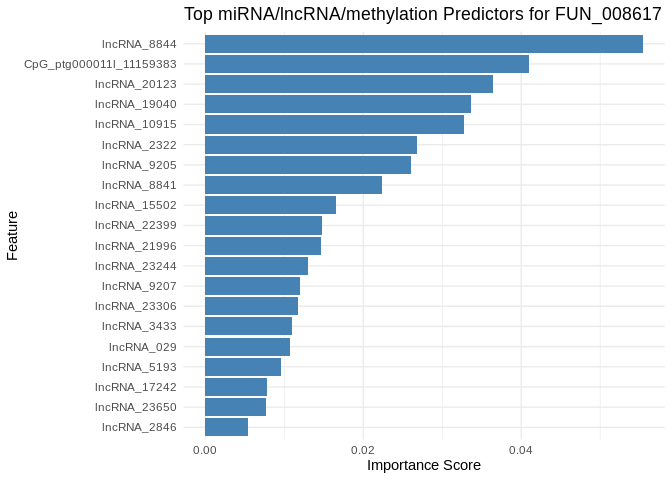 Top miRNA/lncRNA/methylation Predictors for FUN_008617
lncRNA_8844
CpG_ptg000011l_11159383
lncRNA_20123
lncRNA_19040
lncRNA_10915
lncRNA_2322
lncRNA_9205
lncRNA_8841
lncRNA_15502
lncRNA_22399
lncRNA_21996
lncRNA_23244
lncRNA_9207
lncRNA_23306
lncRNA_3433
lncRNA_029
lncRNA_5193
lncRNA_17242
lncRNA_23650
lncRNA_2846
Feature
0.00 0.02 0.04
Importance Score